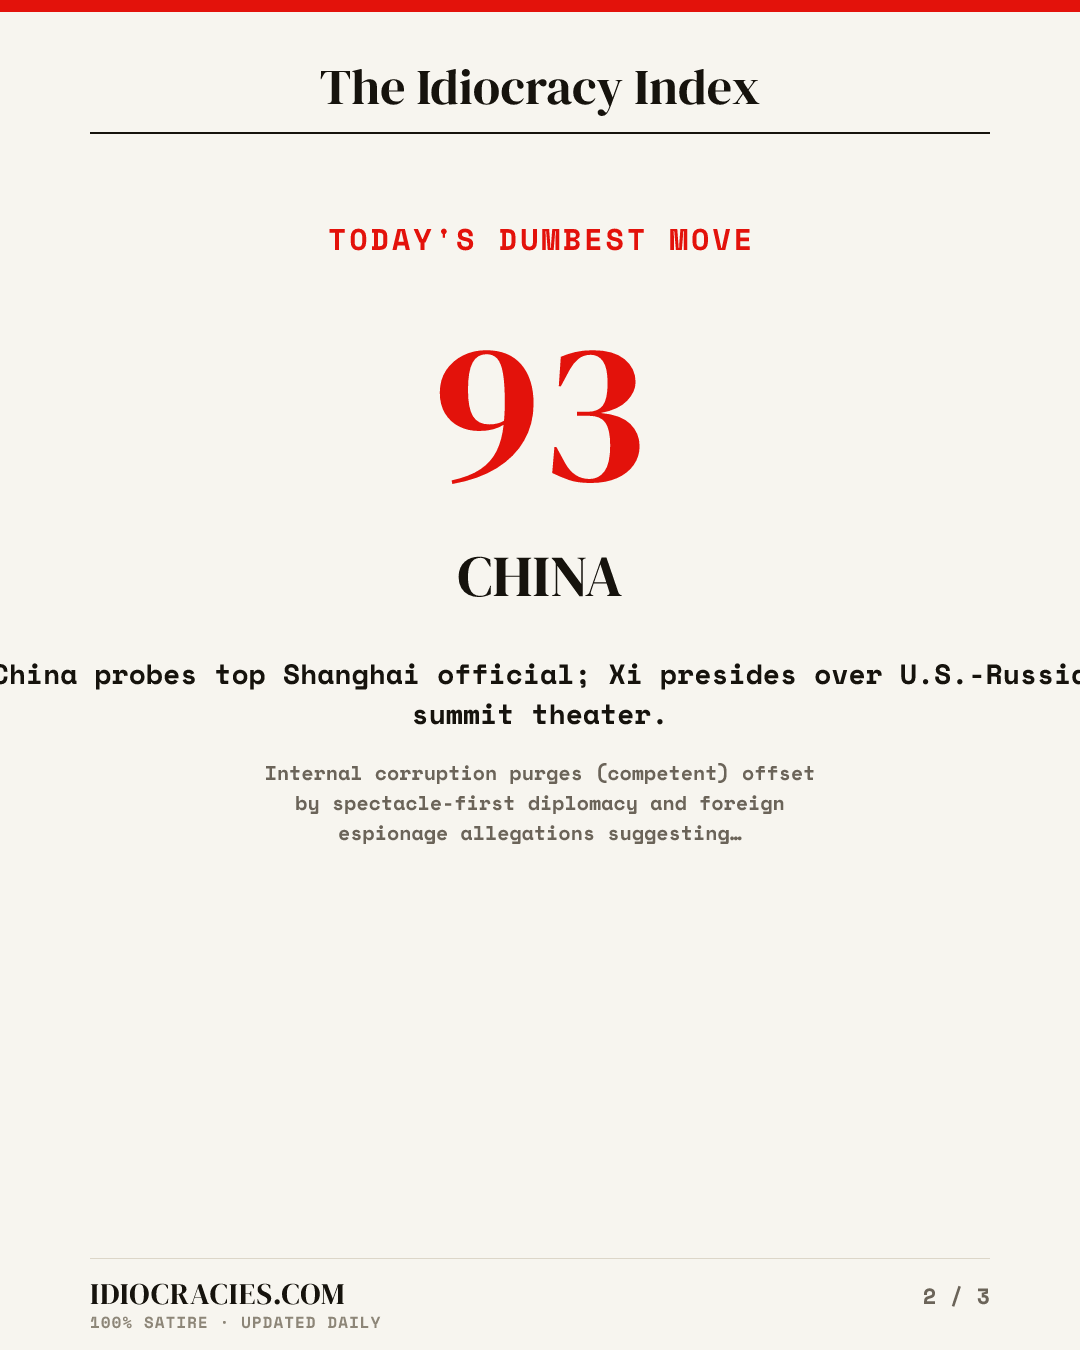 The Idiocracy Index
TODAY'S DUMBEST MOVE
93
CHINA
China probes top Shanghai official; Xi presides over U.S.-Russia
summit theater.
Internal corruption purges (competent) offset
by spectacle-first diplomacy and foreign
espionage allegations suggesting…
IDIOCRACIES.COM
2 / 3
100% SATIRE · UPDATED DAILY